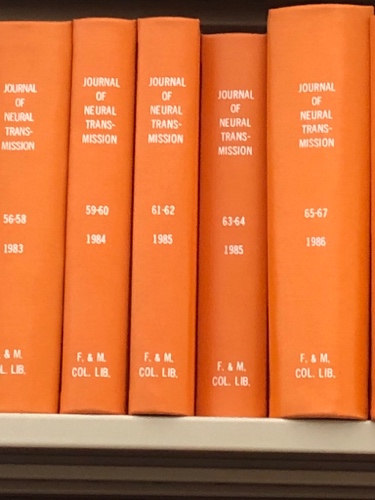 JOURNAL
OF
NEURAL
TRANS-
MISSION
56-58
1983
& M.
L. LIB.
JOURNAL
OF
NEURAL
TRANS-
MISSION
59-60
1984
F. & M.
COL. LIB.
JOURNAL
OF
NEURAL
TRANS-
MISSION
61-62
1985
F. & M.
COL. LIB.
JOURNAL
OF
NEURAL
TRANS-
MISSION
63-64
1985
F. & M.
COL. LIB.
JOURNAL
OF
NEURAL
TRANS-
MISSION
65-67
1986
F. & M.
COL. LIB.